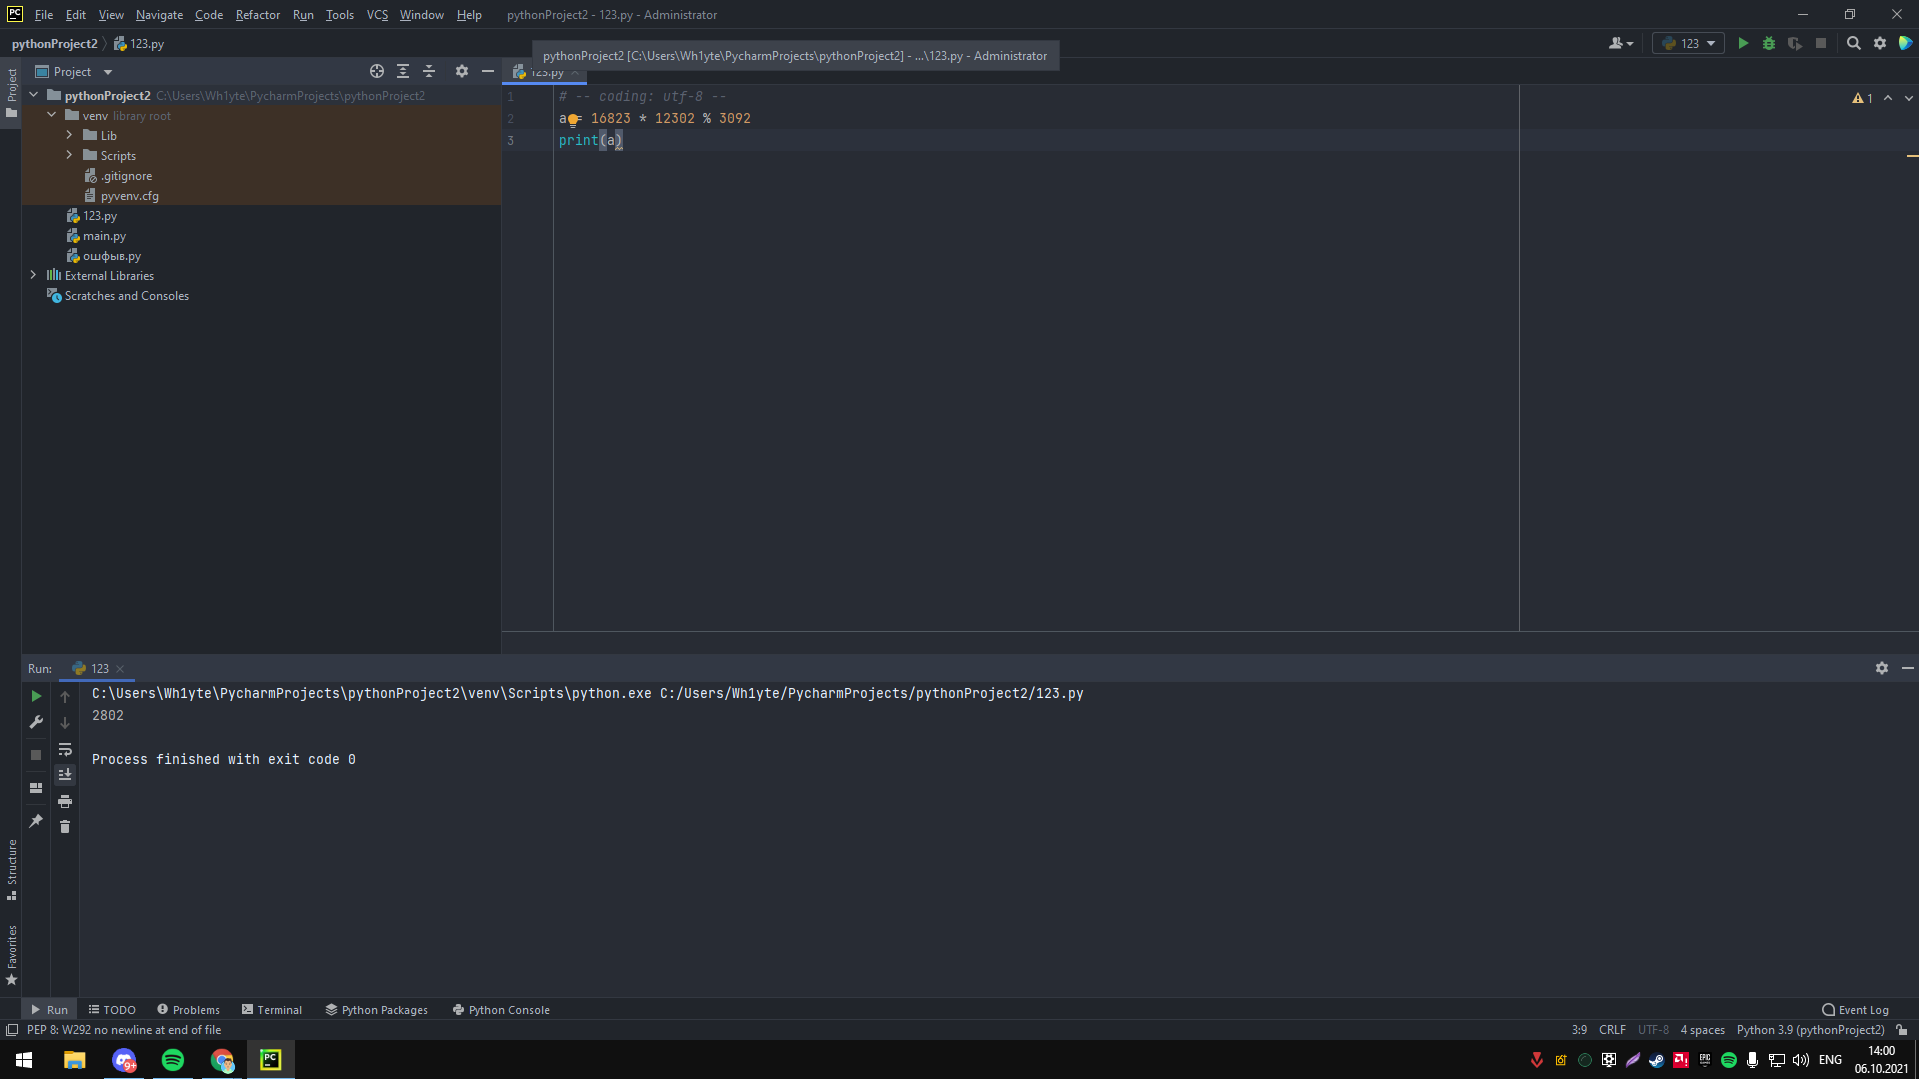 PC File Edit View Navigate Code Refactor Run Tools VCS Window Help pythonProject2 - 123.py - Administrator
pythonProject2 123.py
123
pythonProject2 [C:\Users\Wh1yte\PycharmProjects\pythonProject2] - ...\123.py - Administrator
Project
Project
123.py
pythonProject2 C:\Users\Wh1yte\PycharmProjects\pythonProject2
venv library root
Lib
Scripts
.gitignore
pyvenv.cfg
123.py
main.py
ошфыв.py
External Libraries
Scratches and Consoles
1 # -- coding: utf-8 --
2 a = 16823 * 12302 % 3092
3 print(a)
1
Run: 123
C:\Users\Wh1yte\PycharmProjects\pythonProject2\venv\Scripts\python.exe C:/Users/Wh1yte/PycharmProjects/pythonProject2/123.py
2802
Process finished with exit code 0
Structure
Favorites
Run TODO Problems Terminal Python Packages Python Console Event Log
PEP 8: W292 no newline at end of file 3:9 CRLF UTF-8 4 spaces Python 3.9 (pythonProject2)
9+ PC EPIC ENG 14:00
06.10.2021